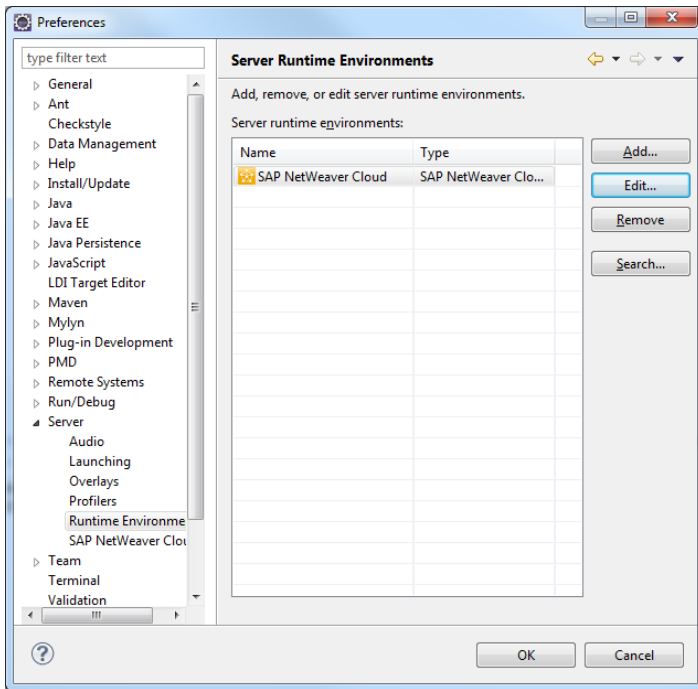 Preferences
type filter text
General
Ant
Checkstyle
Data Management
Help
Install/Update
Java
Java EE
Java Persistence
JavaScript
LDI Target Editor
Maven
Mylyn
Plug-in Development
PMD
Remote Systems
Run/Debug
Server
Audio
Launching
Overlays
Profilers
Runtime Environme
SAP NetWeaver Clou
Team
Terminal
Validation
Server Runtime Environments
Add, remove, or edit server runtime environments.
Server runtime environments:
Name Type
SAP NetWeaver Cloud SAP NetWeaver Clo...
Add...
Edit...
Remove
Search...
OK Cancel